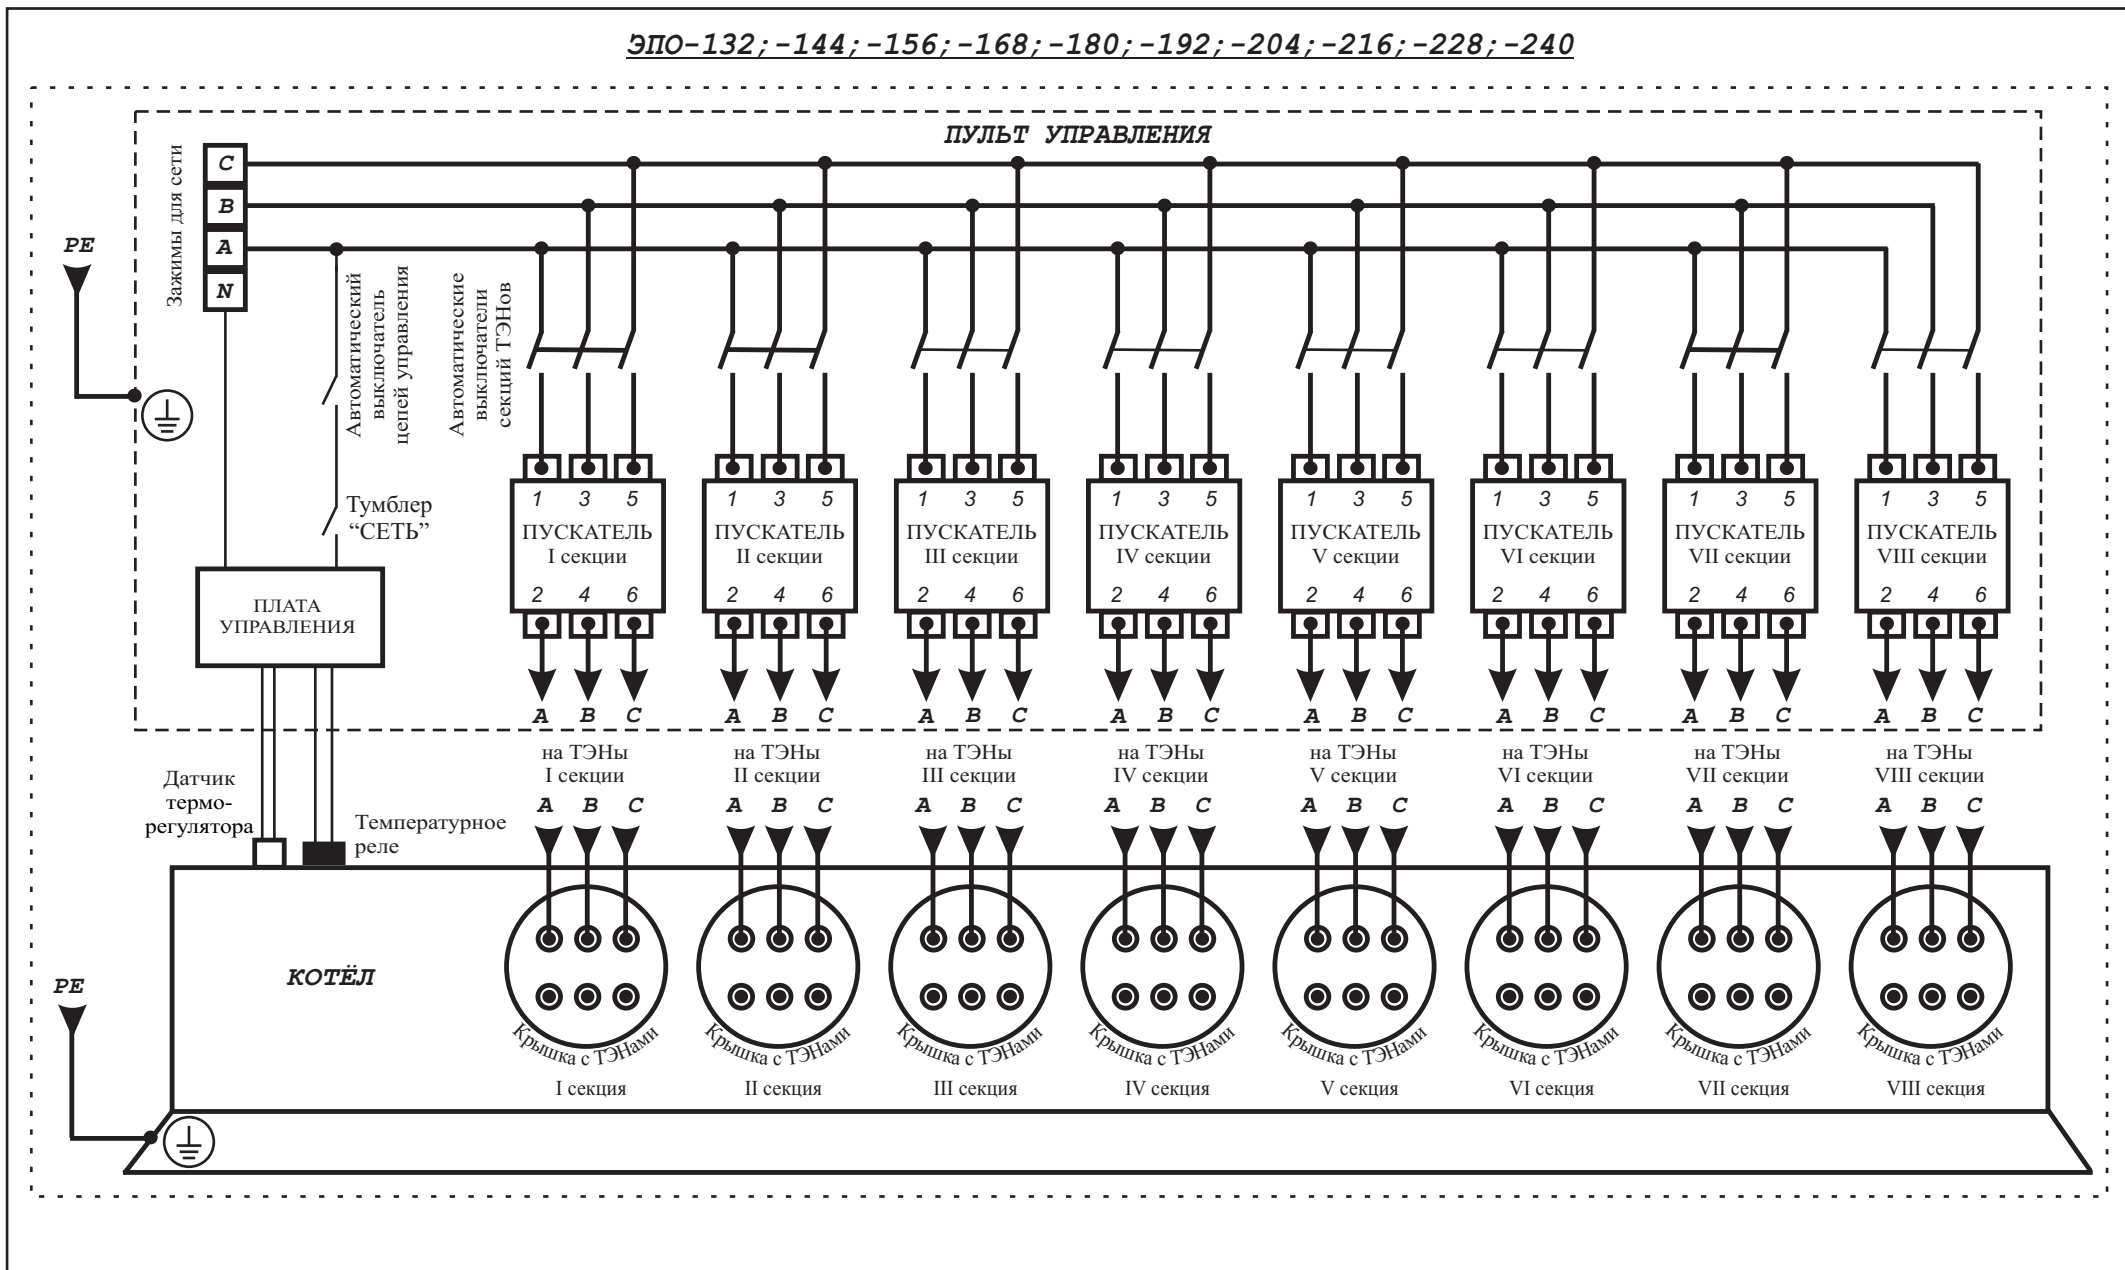 ЭПО-132;-144;-156;-168;-180;-192;-204;-216;-228;-240
ПУЛЬТ УПРАВЛЕНИЯ
Зажимы для сети
C
B
A
N
PE
Автоматический
выключатель
цепей управления
Автоматические
выключатели
секций ТЭНов
Тумблер
“СЕТЬ”
ПЛАТА
УПРАВЛЕНИЯ
1 3 5
ПУСКАТЕЛЬ
I секции
2 4 6
1 3 5
ПУСКАТЕЛЬ
II секции
2 4 6
1 3 5
ПУСКАТЕЛЬ
III секции
2 4 6
1 3 5
ПУСКАТЕЛЬ
IV секции
2 4 6
1 3 5
ПУСКАТЕЛЬ
V секции
2 4 6
1 3 5
ПУСКАТЕЛЬ
VI секции
2 4 6
1 3 5
ПУСКАТЕЛЬ
VII секции
2 4 6
1 3 5
ПУСКАТЕЛЬ
VIII секции
2 4 6
A B C
на ТЭНы
I секции
A B C
A B C
на ТЭНы
II секции
A B C
A B C
на ТЭНы
III секции
A B C
A B C
на ТЭНы
IV секции
A B C
A B C
на ТЭНы
V секции
A B C
A B C
на ТЭНы
VI секции
A B C
A B C
на ТЭНы
VII секции
A B C
A B C
на ТЭНы
VIII секции
A B C
Датчик
термо-
регулятора
Температурное
реле
КОТЁЛ
PE
Крышка с ТЭНами
I секция
Крышка с ТЭНами
II секция
Крышка с ТЭНами
III секция
Крышка с ТЭНами
IV секция
Крышка с ТЭНами
V секция
Крышка с ТЭНами
VI секция
Крышка с ТЭНами
VII секция
Крышка с ТЭНами
VIII секция